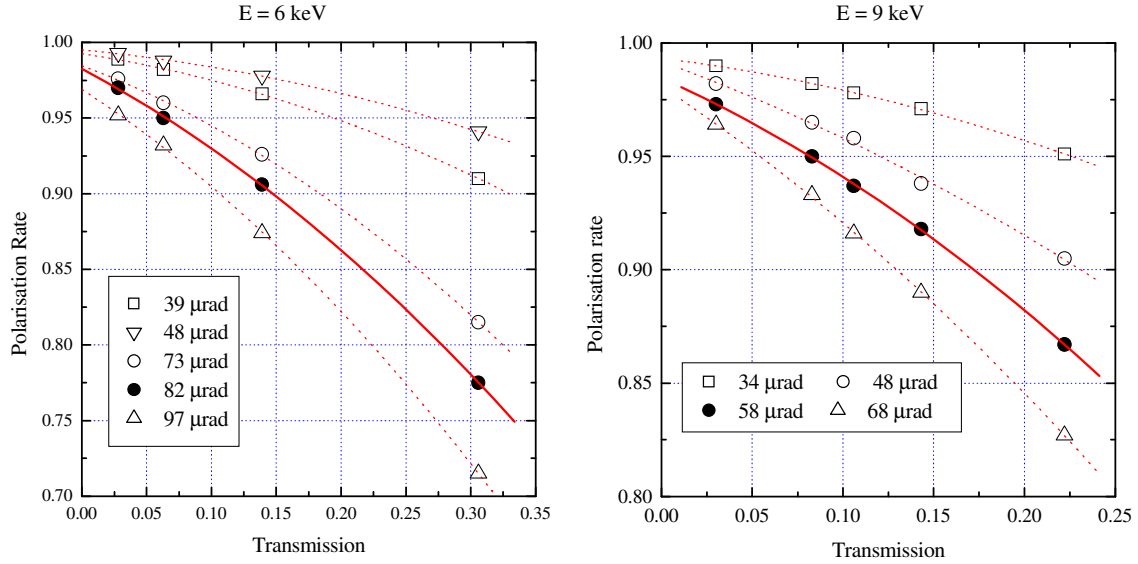 E = 6 keV
1.00
0.95
0.90
0.85
0.80
0.75
0.70
Polarisation Rate
39 μrad
48 μrad
73 μrad
82 μrad
97 μrad
0.00 0.05 0.10 0.15 0.20 0.25 0.30 0.35
Transmission
E = 9 keV
1.00
0.95
0.90
0.85
0.80
Polarisation rate
34 μrad 48 μrad
58 μrad 68 μrad
0.00 0.05 0.10 0.15 0.20 0.25
Transmission